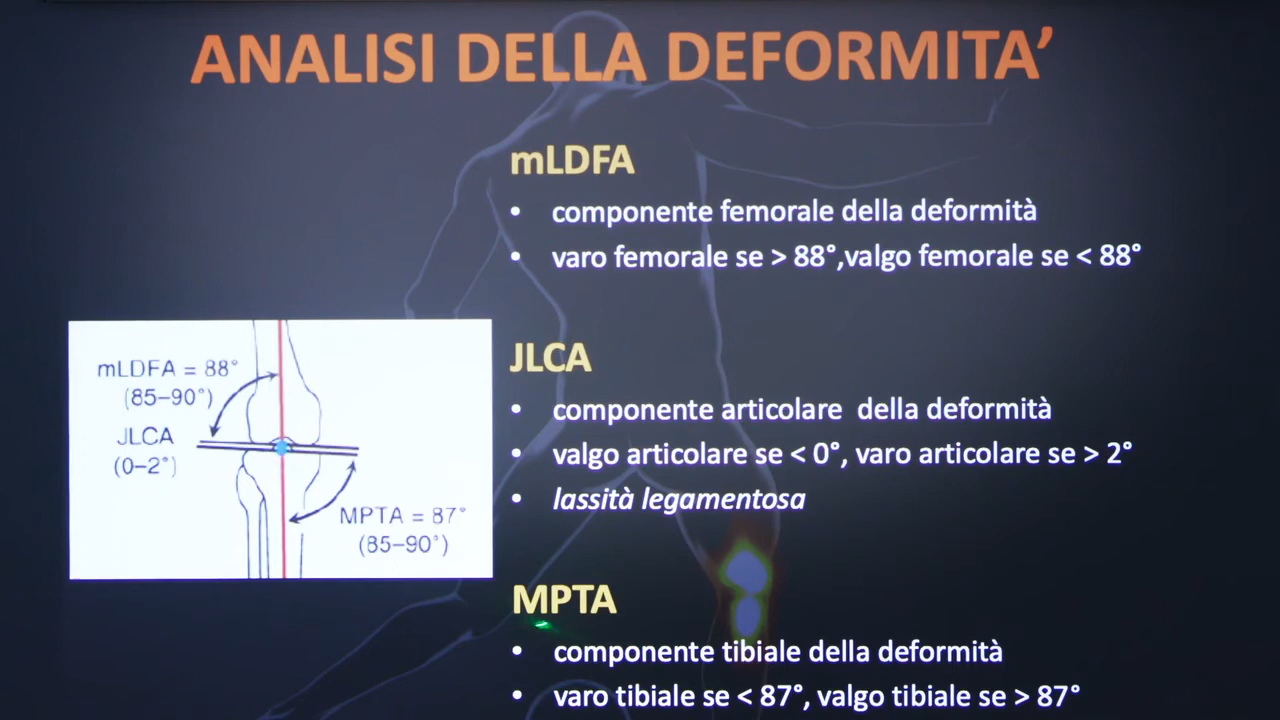 ANALISI DELLA DEFORMITA'
mLDFA
• componente femorale della deformità
• varo femorale se > 88°,valgo femorale se < 88°
mLDFA = 88°
(85–90°)
JLCA
(0–2°)
MPTA = 87°
(85–90°)
JLCA
• componente articolare della deformità
• valgo articolare se < 0°, varo articolare se > 2°
• lassità legamentosa
MPTA
• componente tibiale della deformità
• varo tibiale se < 87°, valgo tibiale se > 87°